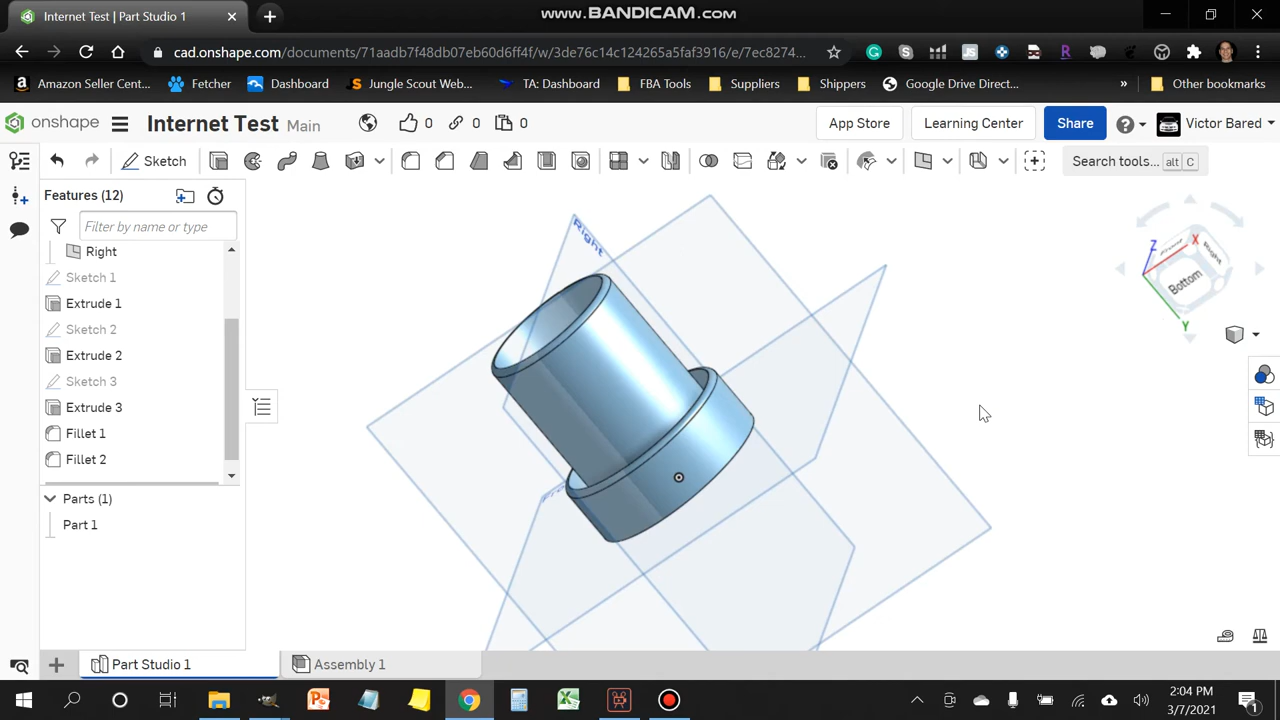 Internet Test | Part Studio 1
www.BANDICAM.com
cad.onshape.com/documents/71aadb7f48db07eb60d6ff4f/w/3de76c14c124265a5faf3916/e/7ec8274...
Amazon Seller Cent...
Fetcher
Dashboard
Jungle Scout Web...
TA: Dashboard
FBA Tools
Suppliers
Shippers
Google Drive Direct...
»
Other bookmarks
onshape
Internet Test Main
0
0
0
App Store
Learning Center
Share
Victor Bared
Sketch
Search tools... alt C
Features (12)
Filter by name or type
Right
Sketch 1
Extrude 1
Sketch 2
Extrude 2
Sketch 3
Extrude 3
Fillet 1
Fillet 2
Parts (1)
Part 1
Right
Z
X
Front
Right
Bottom
Y
Part Studio 1
Assembly 1
2:04 PM
3/7/2021
1